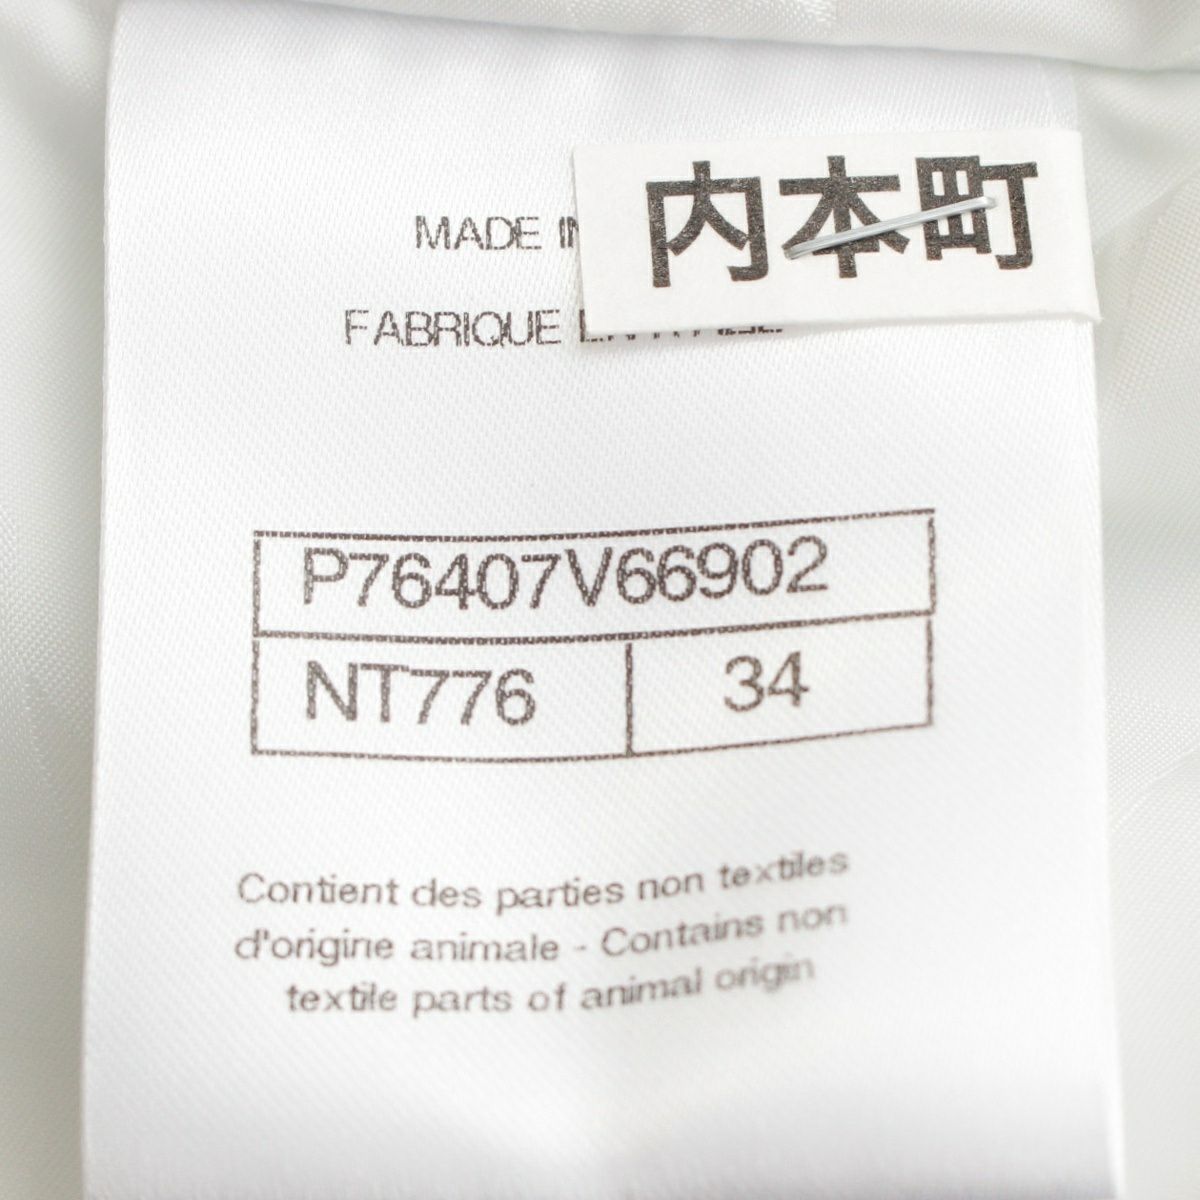 内本町
MADE IN
FABRIQUE EN
P76407V66902
NT776
34
Contient des parties non textiles
d'origine animale - Contains non
textile parts of animal origin